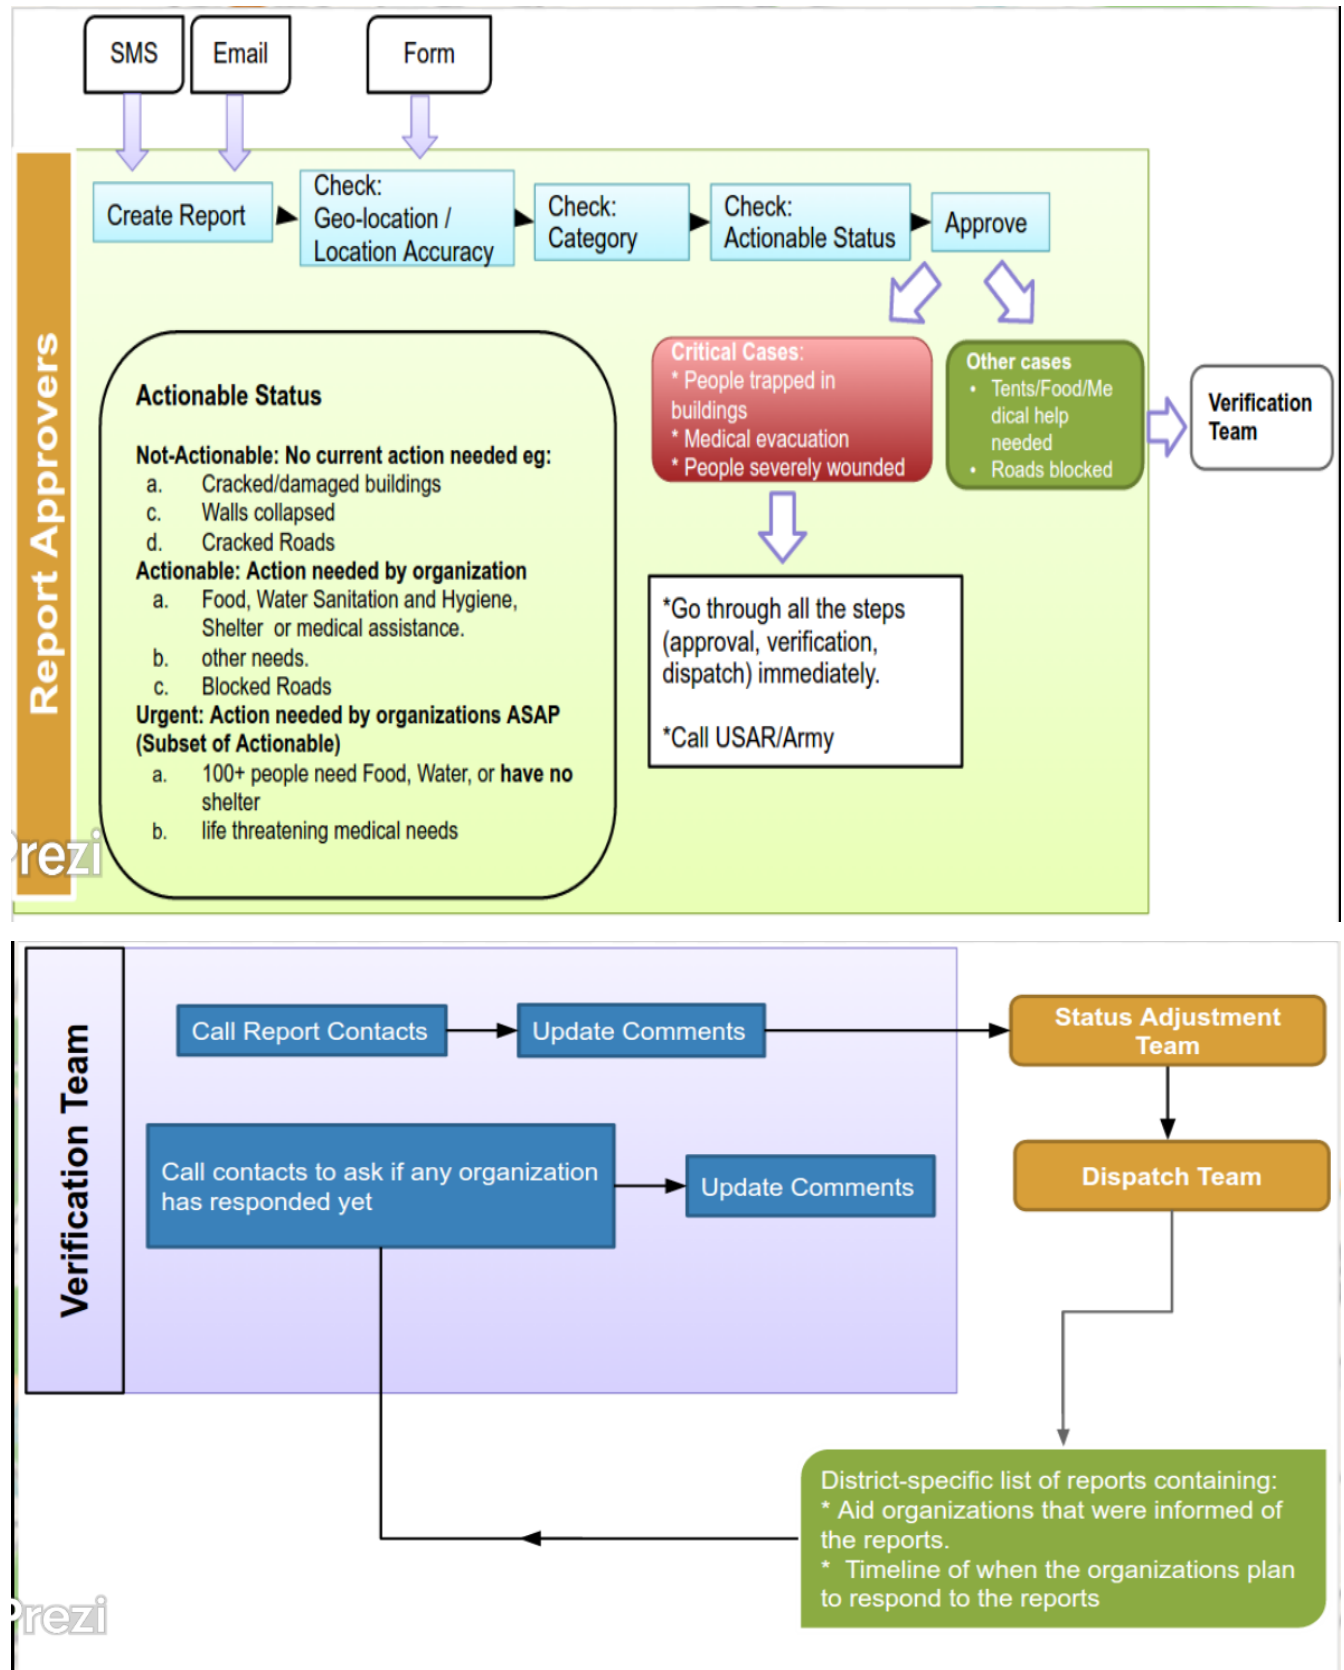 SMS
Email
Form
Report Approvers
Create Report
Check:
Geo-location /
Location Accuracy
Check:
Category
Check:
Actionable Status
Approve
Critical Cases:
* People trapped in
buildings
* Medical evacuation
* People severely wounded
Other cases
• Tents/Food/Me
dical help
needed
• Roads blocked
Verification
Team
Actionable Status
Not-Actionable: No current action needed eg:
a. Cracked/damaged buildings
c. Walls collapsed
d. Cracked Roads
Actionable: Action needed by organization
a. Food, Water Sanitation and Hygiene,
Shelter or medical assistance.
b. other needs.
c. Blocked Roads
Urgent: Action needed by organizations ASAP
(Subset of Actionable)
a. 100+ people need Food, Water, or have no
shelter
b. life threatening medical needs
*Go through all the steps
(approval, verification,
dispatch) immediately.
*Call USAR/Army
Prezi
Verification Team
Call Report Contacts
Update Comments
Status Adjustment
Team
Call contacts to ask if any organization
has responded yet
Update Comments
Dispatch Team
District-specific list of reports containing:
* Aid organizations that were informed of
the reports.
* Timeline of when the organizations plan
to respond to the reports
Prezi